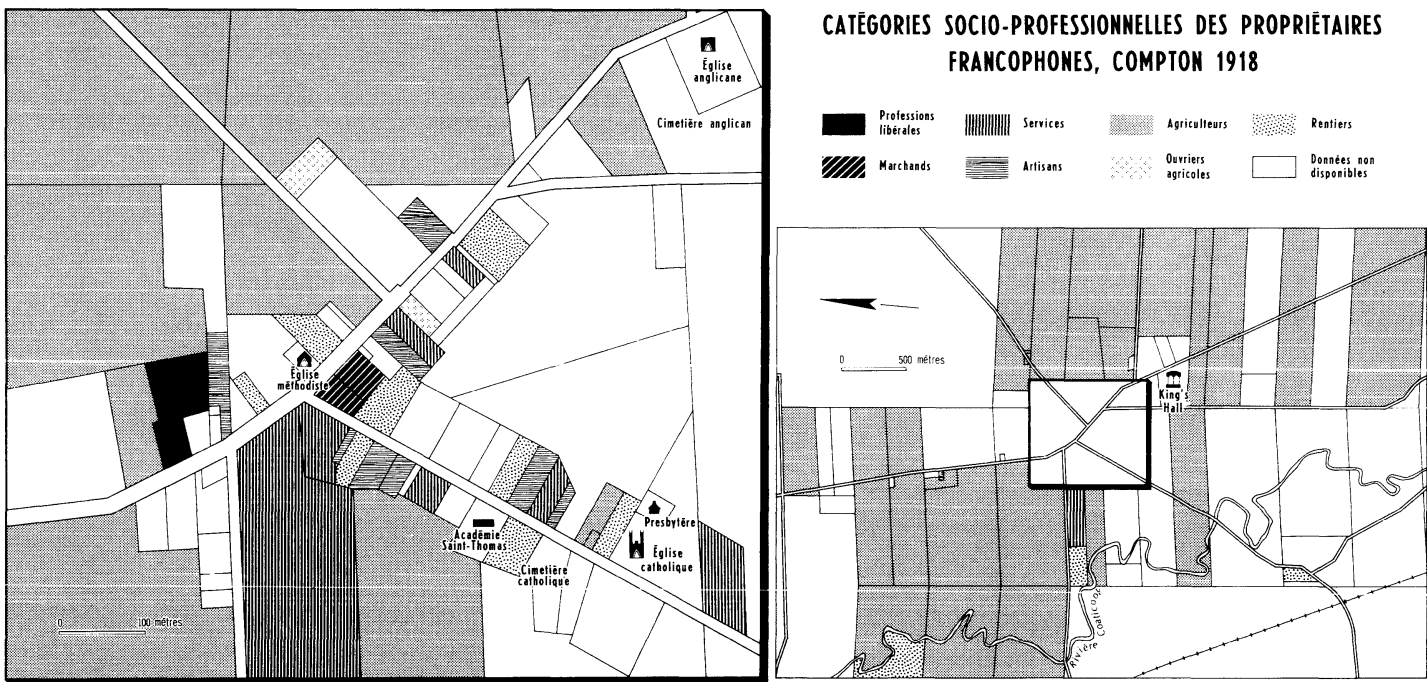 CATÉGORIES SOCIO-PROFESSIONNELLES DES PROPRIÉTAIRES
FRANCOPHONES, COMPTON 1918
Professions
libérales
Services
Agriculteurs
Rentiers
Marchands
Artisans
Ouvriers
agricoles
Données non
disponibles
Église
anglicane
Cimetière anglican
Église
méthodiste
Académie
Saint-Thomas
Cimetière
catholique
Presbytère
Église
catholique
0 100 métres
0 500 métres
King's
Hall
Rivière Coaticook